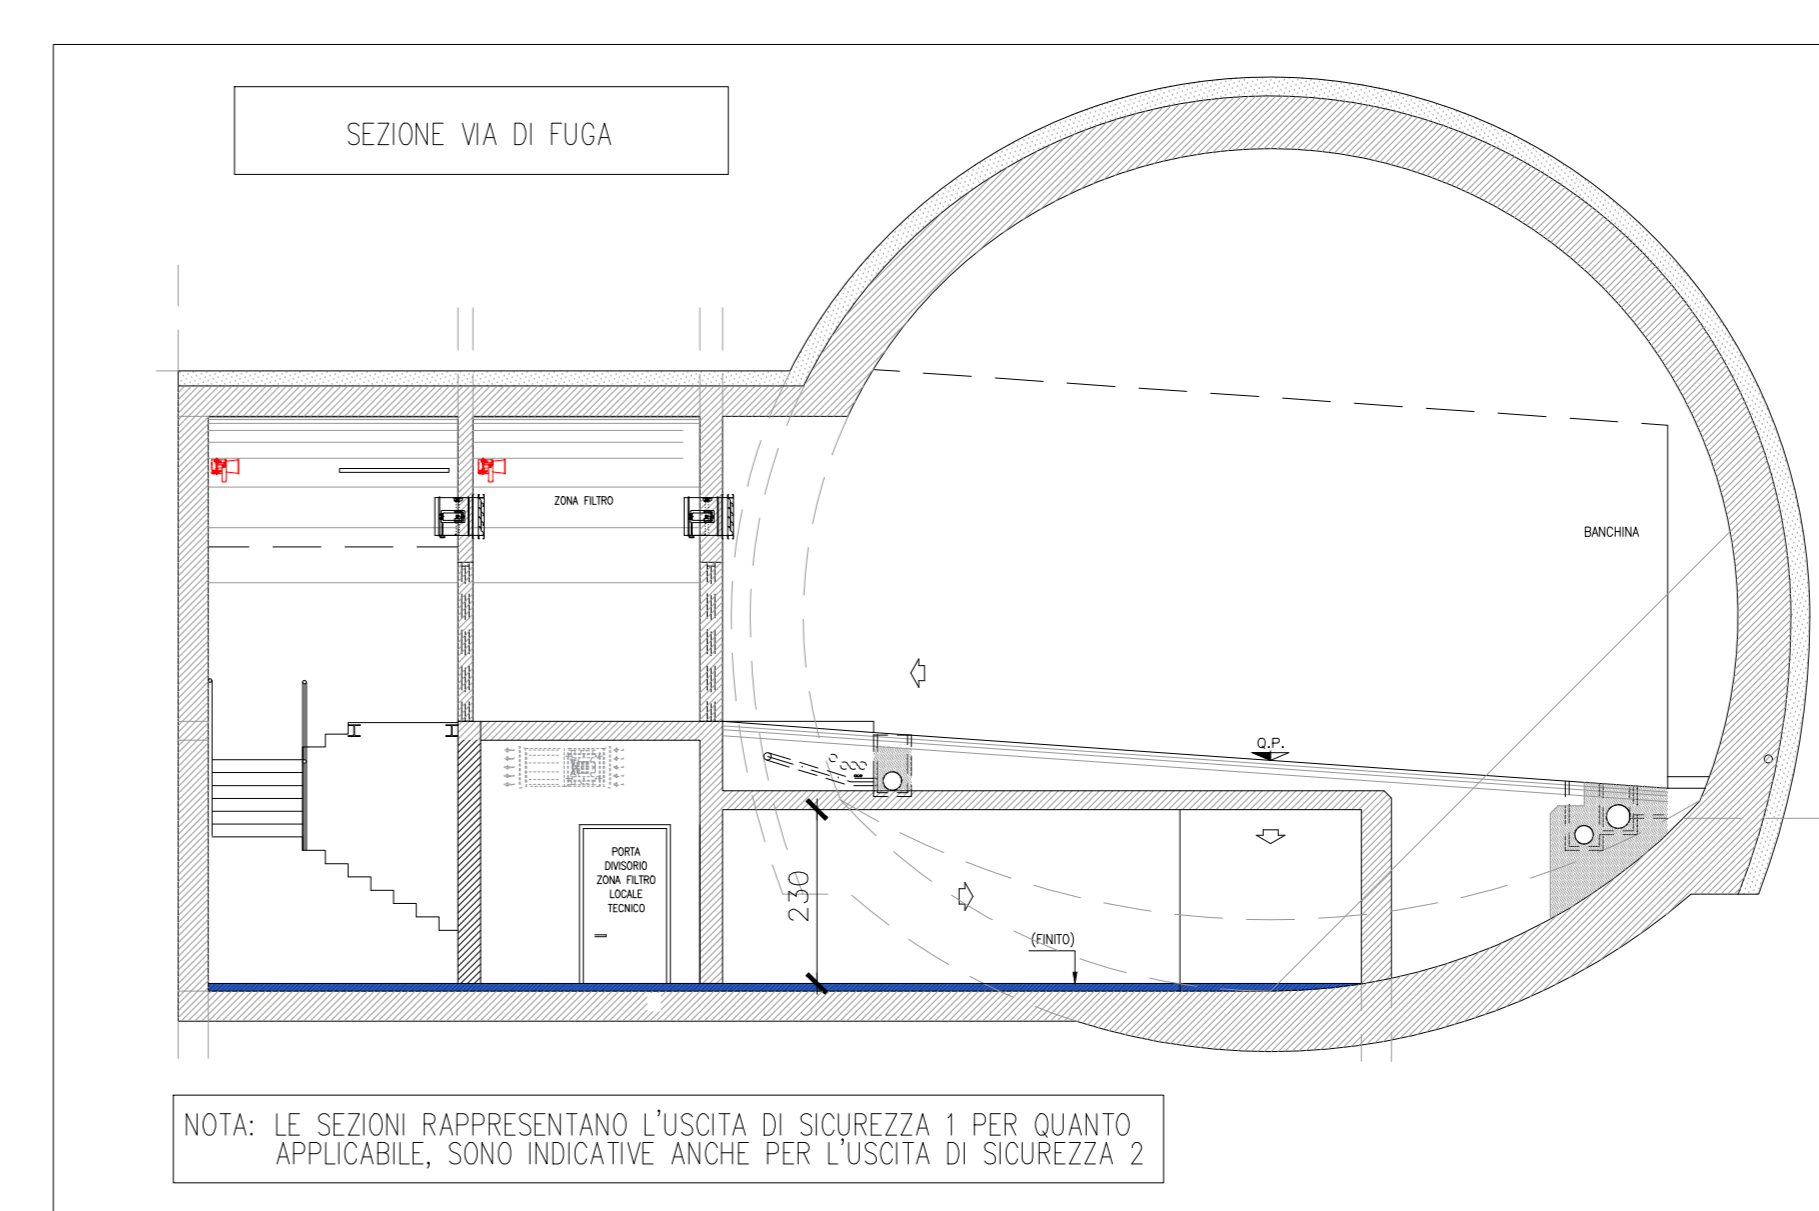 SEZIONE VIA DI FUGA
ZONA FILTRO
BANCHINA
Q.P.
PORTA
DIVISORIO
ZONA FILTRO
LOCALE
TECNICO
230
(FINITO)
NOTA: LE SEZIONI RAPPRESENTANO L'USCITA DI SICUREZZA 1 PER QUANTO
APPLICABILE, SONO INDICATIVE ANCHE PER L'USCITA DI SICUREZZA 2